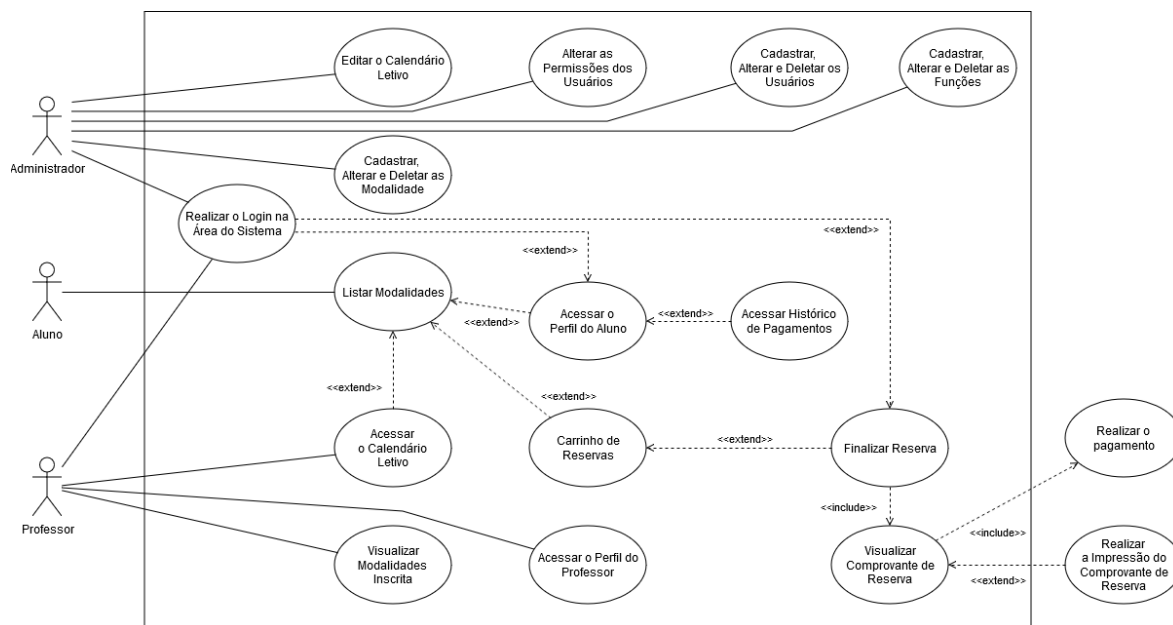 Editar o Calendário
Letivo
Alterar as
Permissões dos
Usuários
Cadastrar,
Alterar e Deletar os
Usuários
Cadastrar,
Alterar e Deletar as
Funções
Administrador
Cadastrar,
Alterar e Deletar as
Modalidade
Realizar o Login na
Área do Sistema
<<extend>>
<<extend>>
Aluno
Listar Modalidades
<<extend>>
Acessar o
Perfil do Aluno
<<extend>>
Acessar Histórico
de Pagamentos
<<extend>>
<<extend>>
Acessar
o Calendário
Letivo
Carrinho de
Reservas
<<extend>>
Finalizar Reserva
Realizar o
pagamento
Professor
<<include>>
<<include>>
Visualizar
Modalidades
Inscrita
Acessar o Perfil do
Professor
Visualizar
Comprovante de
Reserva
<<extend>>
Realizar
a Impressão do
Comprovante de
Reserva